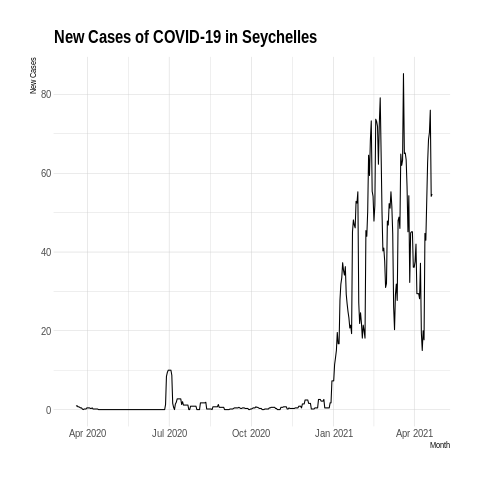 New Cases of COVID-19 in Seychelles
New Cases
80
60
40
20
0
Apr 2020 Jul 2020 Oct 2020 Jan 2021 Apr 2021
Month